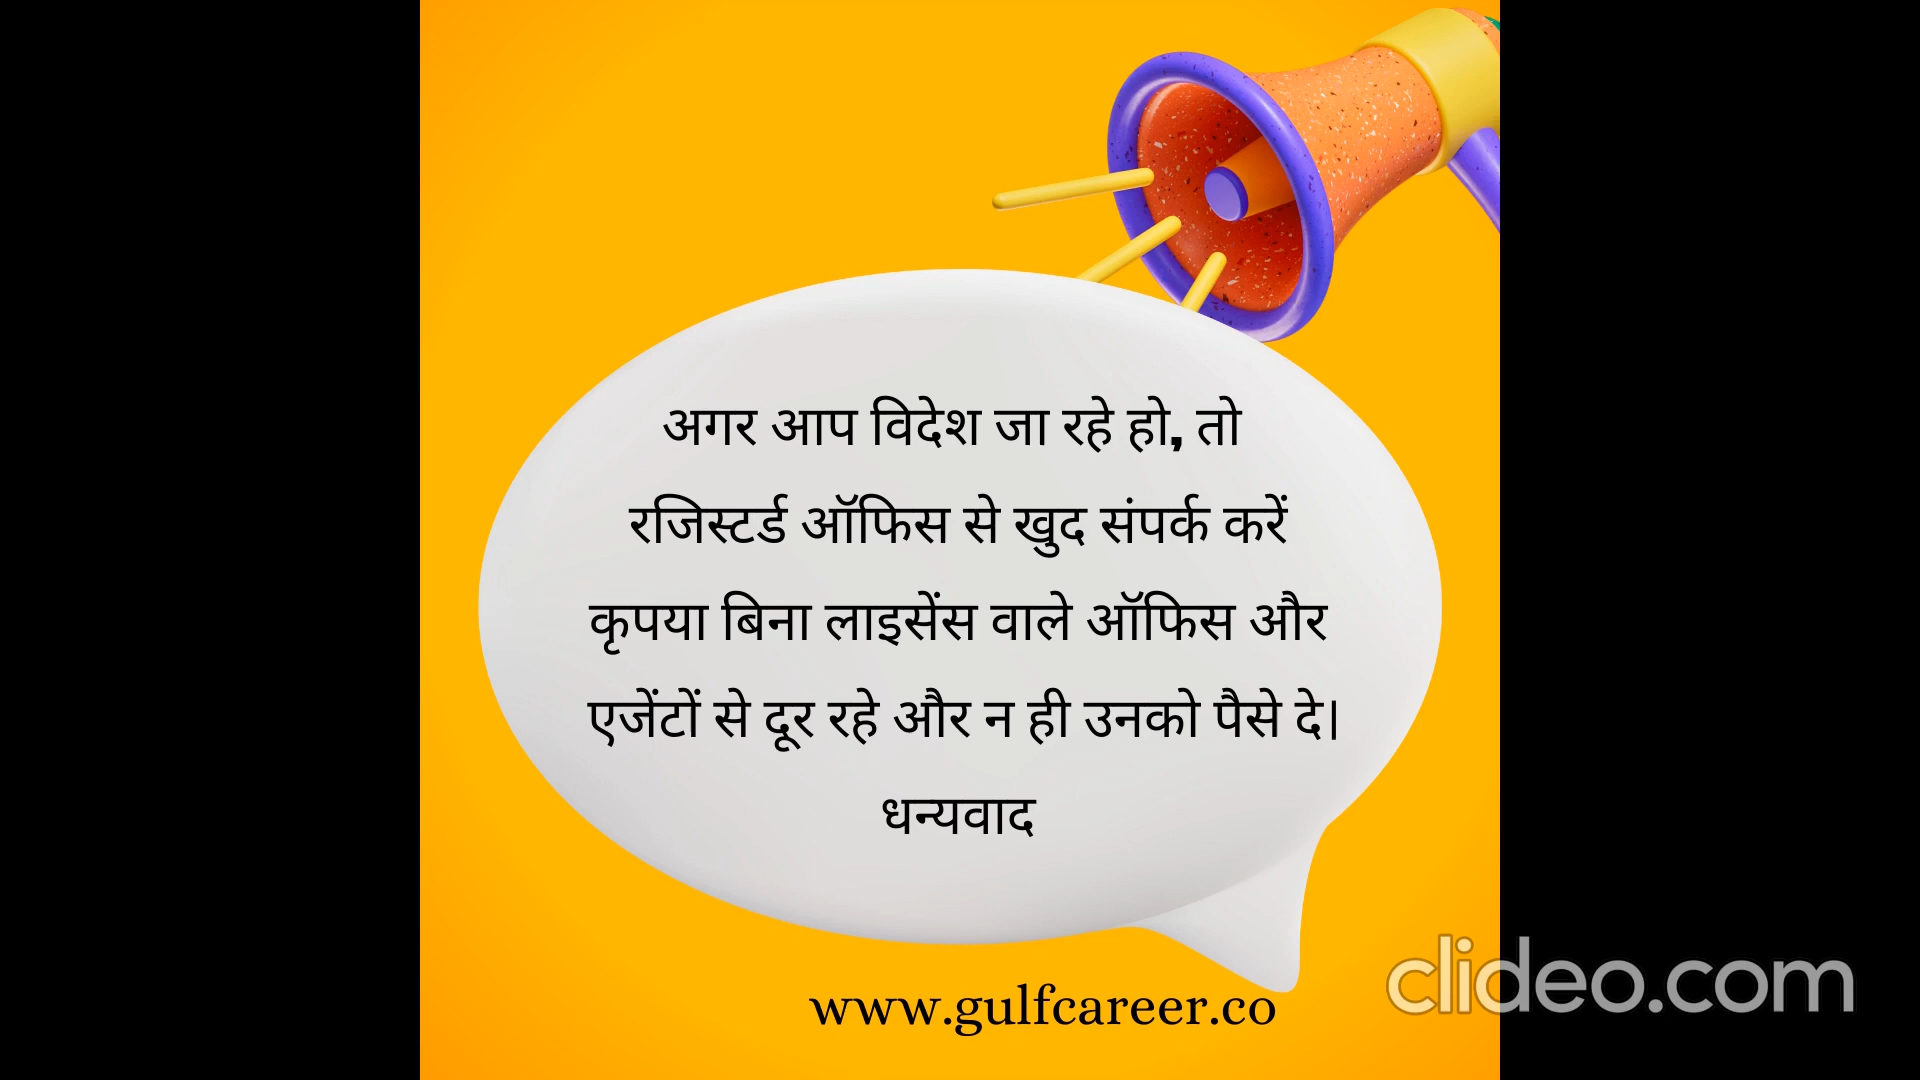 अगर आप विदेश जा रहे हो, तो
रजिस्टर्ड ऑफिस से खुद संपर्क करें
कृपया बिना लाइसेंस वाले ऑफिस और
एजेंटों से दूर रहे और न ही उनको पैसे दे।
धन्यवाद
www.gulfcareer.co
clideo.com